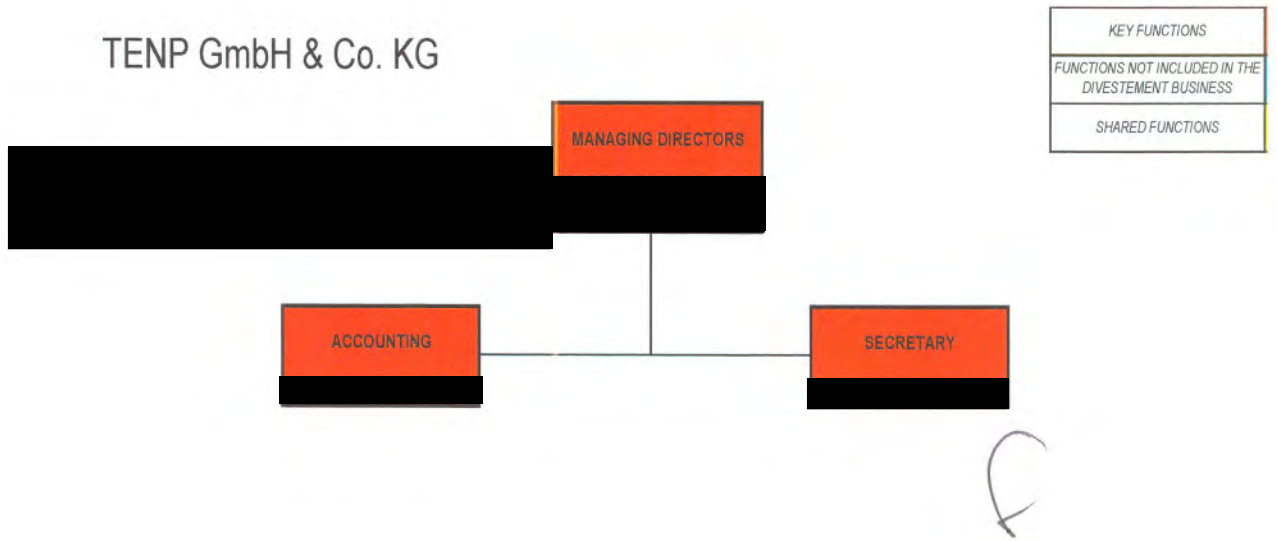 TENP GmbH & Co. KG
KEY FUNCTIONS
FUNCTIONS NOT INCLUDED IN THE
DIVESTEMENT BUSINESS
SHARED FUNCTIONS
MANAGING DIRECTORS
ACCOUNTING
SECRETARY